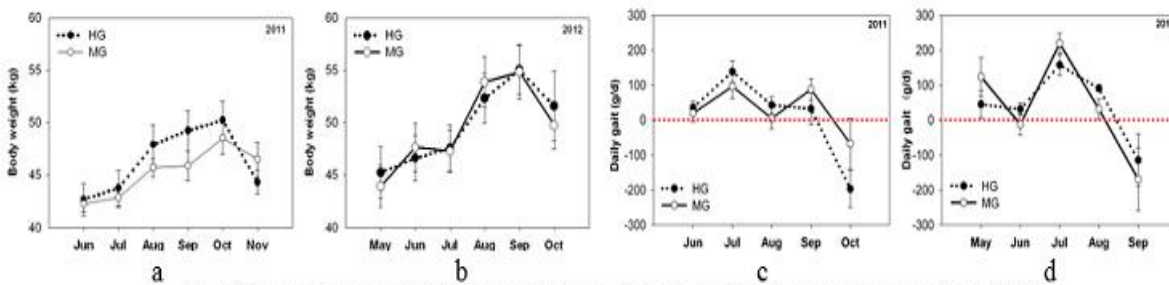 60
55
50
45
40
Body weight (kg)
2011
HG
MG
Jun Jul Aug Sep Oct Nov
a
60
55
50
45
40
Body weight (kg)
2012
HG
MG
May Jun Jul Aug Sep Oct
b
300
200
100
0
-100
-200
-300
Daily gait (g/d)
2011
HG
MG
Jun Jul Aug Sep Oct
c
300
200
100
0
-100
-200
-300
Daily gait (g/d)
HG
MG
May Jun Jul Aug Sep
d